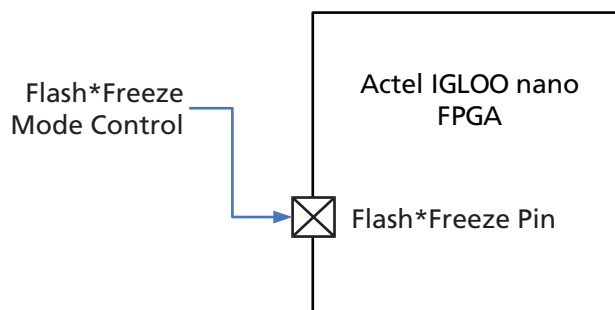 Actel IGLOO nano
FPGA
Flash*Freeze
Mode Control
Flash*Freeze Pin